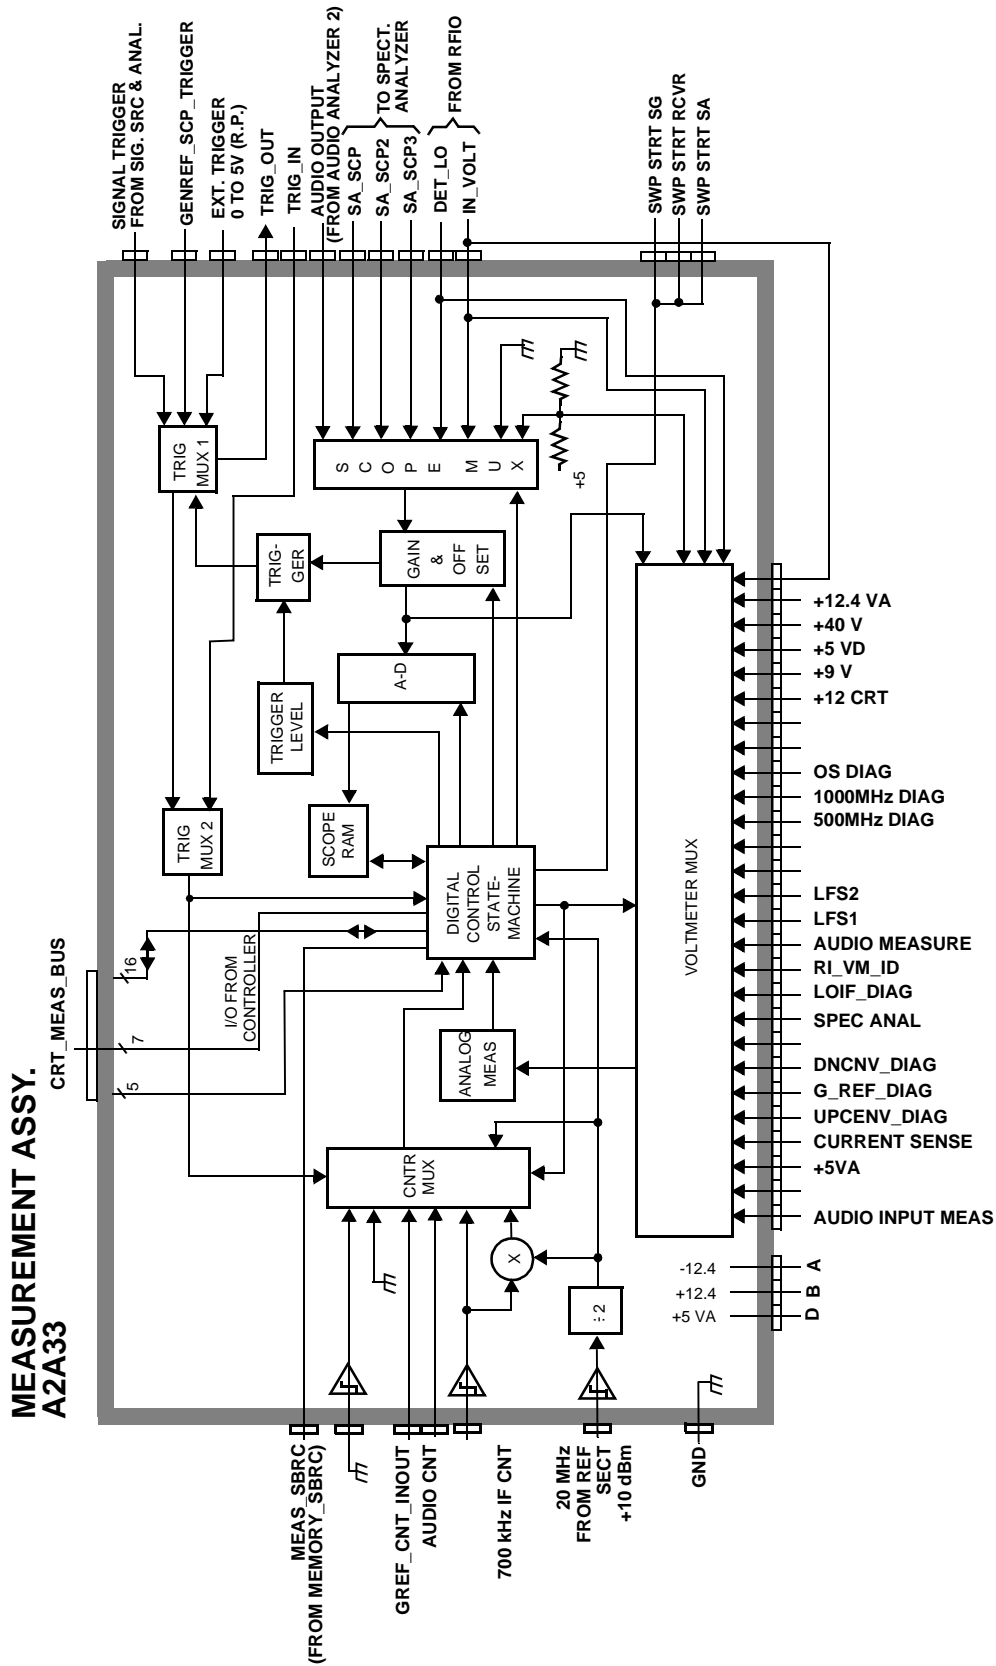 MEASUREMENT ASSY.
A2A33
CRT_MEAS_BUS
16
7
5
I/O FROM
CONTROLLER
SIGNAL TRIGGER
FROM SIG. SRC & ANAL.
GENREF_SCP_TRIGGER
EXT. TRIGGER
0 TO 5V (R.P.)
TRIG_OUT
TRIG_IN
AUDIO OUTPUT
(FROM AUDIO ANALYZER 2)
SA_SCP
SA_SCP2
SA_SCP3
TO SPECT.
ANALYZER
DET_LO
IN_VOLT
FROM RFIO
SWP STRT SG
SWP STRT RCVR
SWP STRT SA
TRIG
MUX 1
TRIG
MUX 2
TRIG-
GER
TRIGGER
LEVEL
SCOPE MUX
GAIN
&
OFF
SET
A-D
SCOPE
RAM
+5
DIGITAL
CONTROL
STATE-
MACHINE
ANALOG
MEAS
CNTR
MUX
X
÷ 2
VOLTMETER MUX
MEAS_SBRC
(FROM MEMORY_SBRC)
GREF_CNT_INOUT
AUDIO CNT
700 kHz IF CNT
20 MHz
FROM REF
SECT
+10 dBm
GND
+12.4 VA
+40 V
+5 VD
+9 V
+12 CRT
OS DIAG
1000MHz DIAG
500MHz DIAG
LFS2
LFS1
AUDIO MEASURE
RI_VM_ID
LOIF_DIAG
SPEC ANAL
DNCNV_DIAG
G_REF_DIAG
UPCENV_DIAG
CURRENT SENSE
+5VA
AUDIO INPUT MEAS
-12.4 A
+12.4 B
+5 VA D